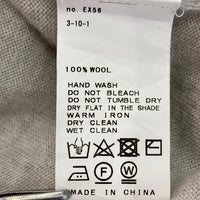 no. EX56
3-10-1
100% WOOL
HAND WASH
DO NOT BLEACH
DO NOT TUMBLE DRY
DRY FLAT IN THE SHADE
WARM IRON
DRY CLEAN
WET CLEAN
P W
MADE IN CHINA